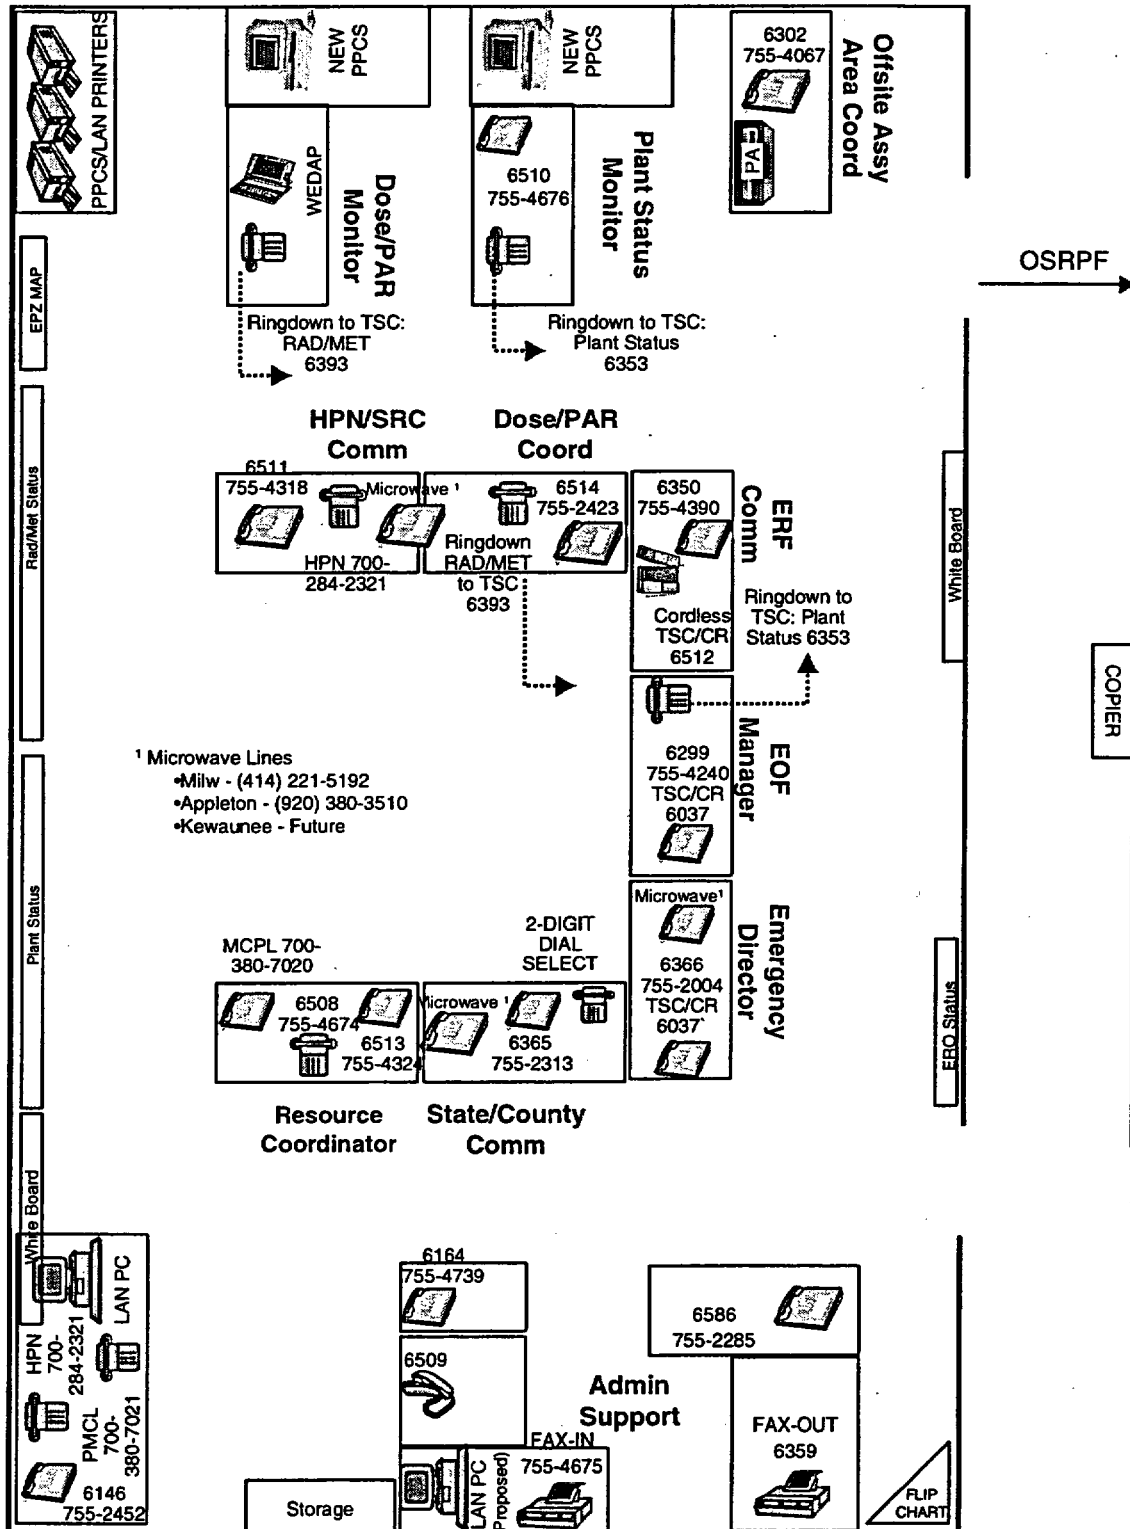 PPCS/LAN PRINTERS
NEW
PPCS
NEW
PPCS
6302
755-4067
PA
Offsite Assy
Area Coord
WEDAP
Dose/PAR
Monitor
6510
755-4676
Plant Status
Monitor
OSRPF
EPZ MAP
Ringdown to TSC:
RAD/MET
6393
Ringdown to TSC:
Plant Status
6353
Rad/Met Status
HPN/SRC
Comm
Dose/PAR
Coord
6511
755-4318
Microwave ¹
HPN 700-
284-2321
6514
755-2423
Ringdown
RAD/MET
to TSC
6393
6350
755-4390
Cordless
TSC/CR
6512
ERF
Comm
Ringdown to
TSC: Plant
Status 6353
White Board
COPIER
6299
755-4240
TSC/CR
6037
EOF
Manager
¹ Microwave Lines
•Milw - (414) 221-5192
•Appleton - (920) 380-3510
•Kewaunee - Future
Plant Status
Microwave¹
6366
755-2004
TSC/CR
6037
Emergency
Director
2-DIGIT
DIAL
SELECT
MCPL 700-
380-7020
6508
755-4674
6513
755-4324
Microwave ¹
6365
755-2313
ERO Status
Resource
Coordinator
State/County
Comm
White Board
LAN PC
HPN
700-
284-2321
PMCL
700-
380-7021
6146
755-2452
6164
755-4739
6509
6586
755-2285
Admin
Support
FAX-IN
755-4675
LAN PC
Proposed)
FAX-OUT
6359
Storage
FLIP
CHART